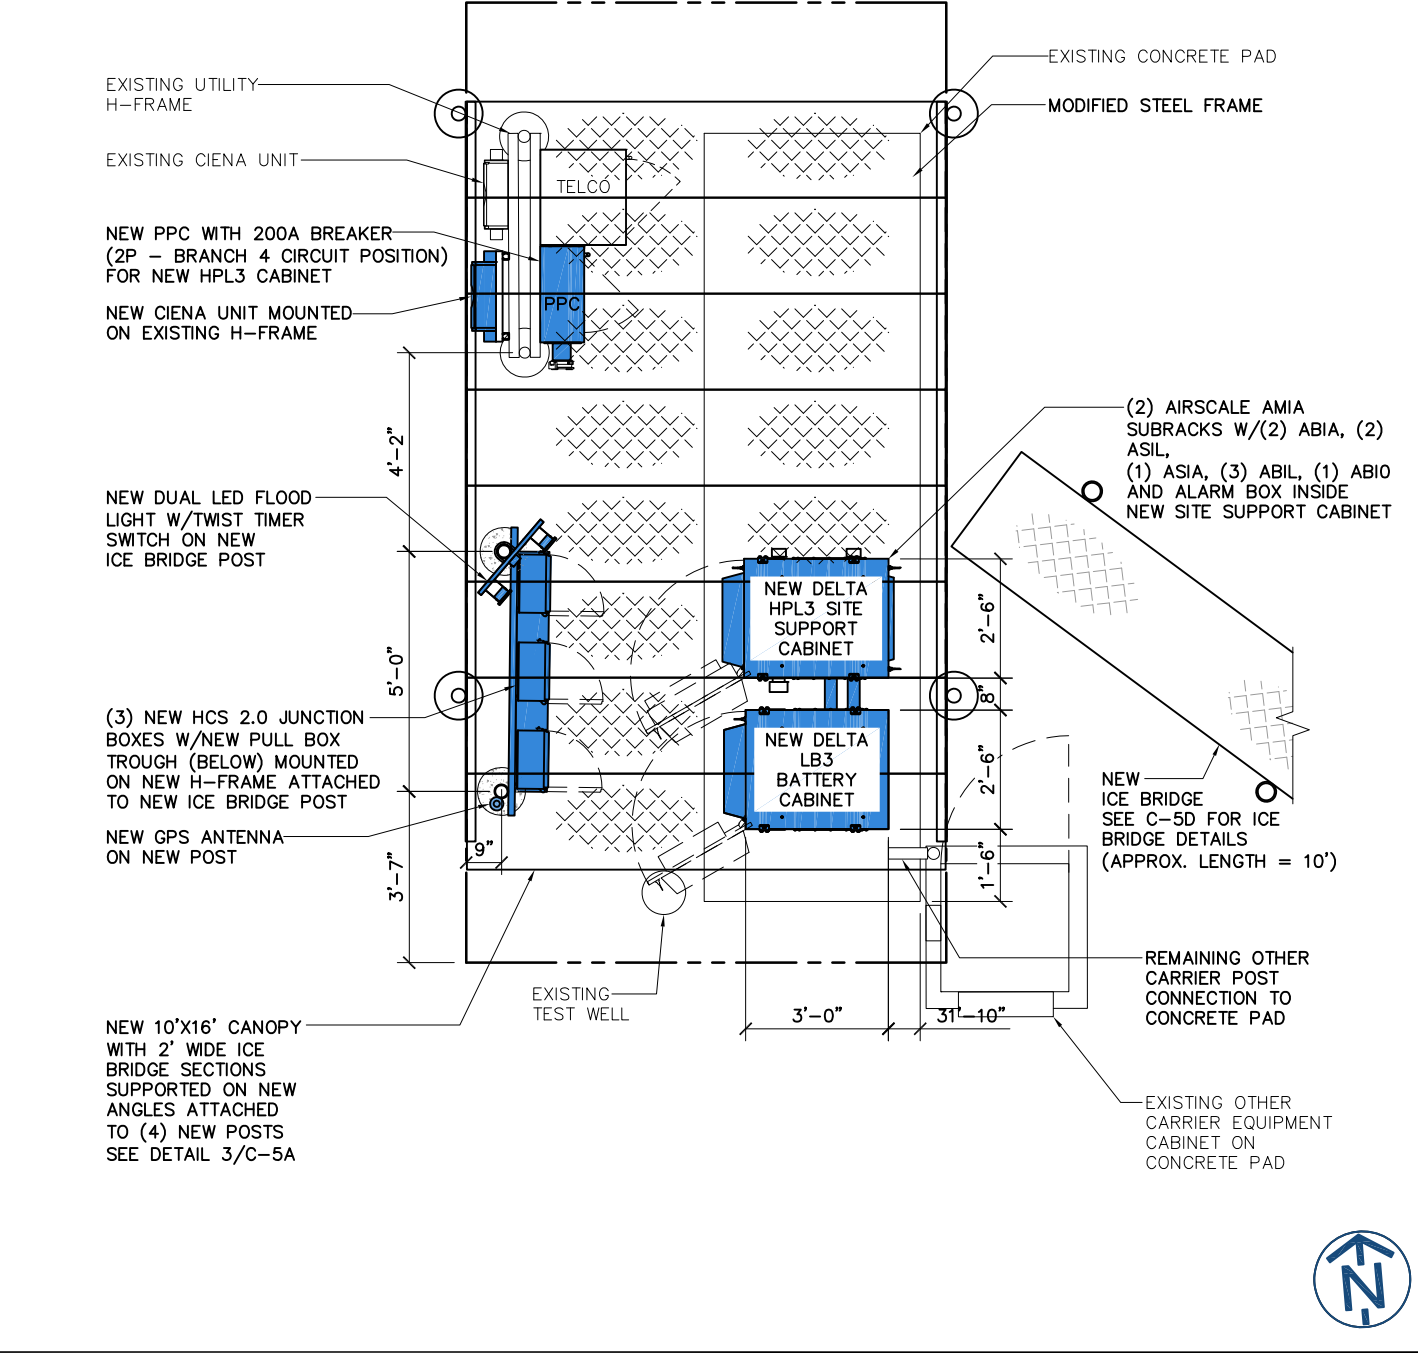 EXISTING UTILITY
H-FRAME
EXISTING CIENA UNIT
NEW PPC WITH 200A BREAKER
(2P - BRANCH 4 CIRCUIT POSITION)
FOR NEW HPL3 CABINET
NEW CIENA UNIT MOUNTED
ON EXISTING H-FRAME
4'-2"
NEW DUAL LED FLOOD
LIGHT W/TWIST TIMER
SWITCH ON NEW
ICE BRIDGE POST
5'-0"
(3) NEW HCS 2.0 JUNCTION
BOXES W/NEW PULL BOX
TROUGH (BELOW) MOUNTED
ON NEW H-FRAME ATTACHED
TO NEW ICE BRIDGE POST
NEW GPS ANTENNA
ON NEW POST
9"
3'-7"
NEW 10'X16' CANOPY
WITH 2' WIDE ICE
BRIDGE SECTIONS
SUPPORTED ON NEW
ANGLES ATTACHED
TO (4) NEW POSTS
SEE DETAIL 3/C-5A
TELCO
PPC
NEW DELTA
HPL3 SITE
SUPPORT
CABINET
NEW DELTA
LB3
BATTERY
CABINET
EXISTING
TEST WELL
3'-0"
31'-10"
EXISTING CONCRETE PAD
MODIFIED STEEL FRAME
(2) AIRSCALE AMIA
SUBRACKS W/(2) ABIA, (2)
ASIL,
(1) ASIA, (3) ABIL, (1) ABIO
AND ALARM BOX INSIDE
NEW SITE SUPPORT CABINET
2'-6"
8"
2'-6"
1'-6"
NEW
ICE BRIDGE
SEE C-5D FOR ICE
BRIDGE DETAILS
(APPROX. LENGTH = 10')
REMAINING OTHER
CARRIER POST
CONNECTION TO
CONCRETE PAD
EXISTING OTHER
CARRIER EQUIPMENT
CABINET ON
CONCRETE PAD
N